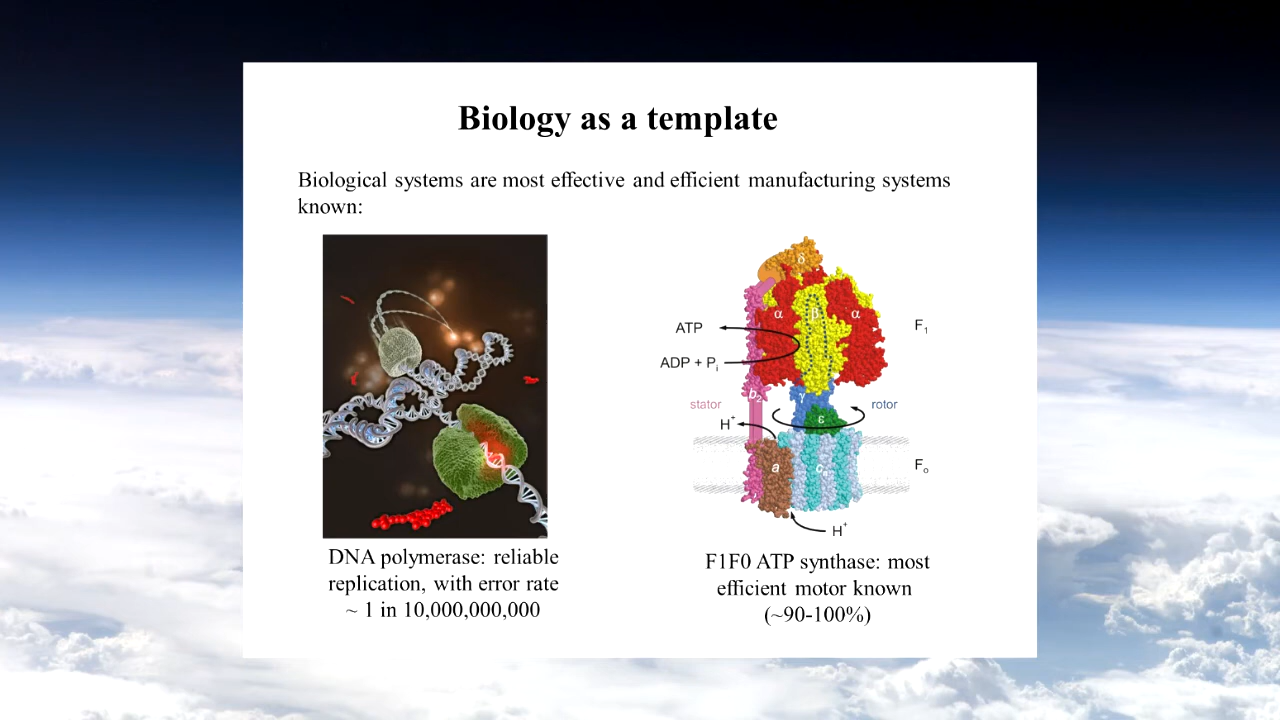 Biology as a template
Biological systems are most effective and efficient manufacturing systems
known:
δ
α β α
F₁
ATP
ADP + Pᵢ
b₂
γ
stator
rotor
H⁺
ε
a
Fₒ
H⁺
DNA polymerase: reliable
replication, with error rate
~ 1 in 10,000,000,000
F1F0 ATP synthase: most
efficient motor known
(~90-100%)